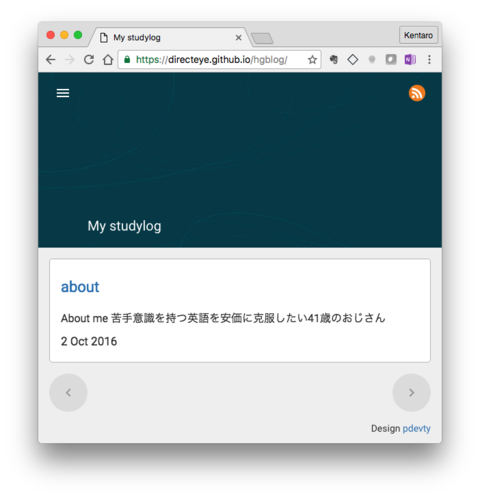 My studylog
Kentaro
https://directeye.github.io/hgblog/
My studylog
about
About me 苦手意識を持つ英語を安価に克服したい41歳のおじさん
2 Oct 2016
Design pdevty